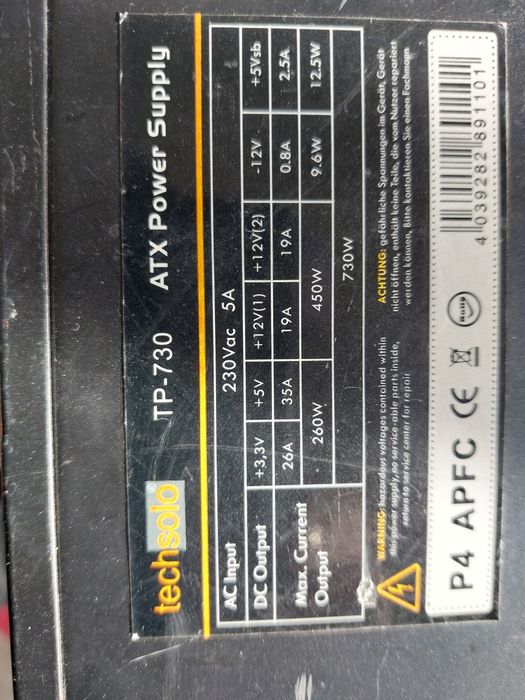 techsolo® TP-730 ATX Power Supply
AC Input 230Vac 5A
DC Output +3,3V +5V +12V(1) +12V(2) -12V +5Vsb
Max. Current 26A 35A 19A 19A 0.8A 2.5A
Output 260W 450W 9.6W 12.5W
730W
WARNING: hazardous voltages contained within
this power supply, no service-able parts inside,
return to service center for repair
ACHTUNG: gefährliche Spannungen im Gerät, Gerät
nicht öffnen, enthält keine Teile, die vom Nutzer repariert
werden können, Bitte kontaktieren Sie einen Fachmann
P4 APFC CE RoHS
4 039282 891101